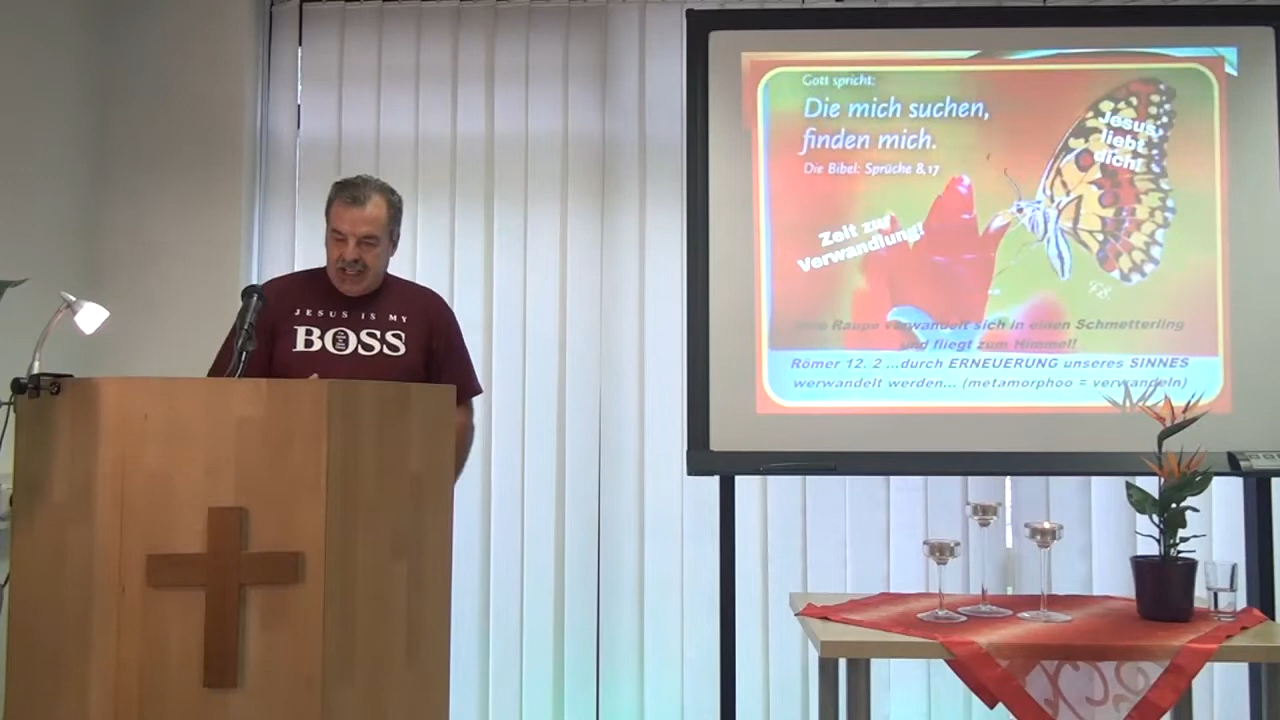 JESUS IS MY
BOSS
Gott spricht:
Die mich suchen,
finden mich.
Die Bibel: Sprüche 8,17
Jesus
liebt
dich!
Zeit zur
Verwandlung!
Raupe verwandelt sich in einen Schmetterling
und fliegt zum Himmel!
Römer 12. 2 ...durch ERNEUERUNG unseres SINNES
werwandelt werden... (metamorphoo = verwandeln)